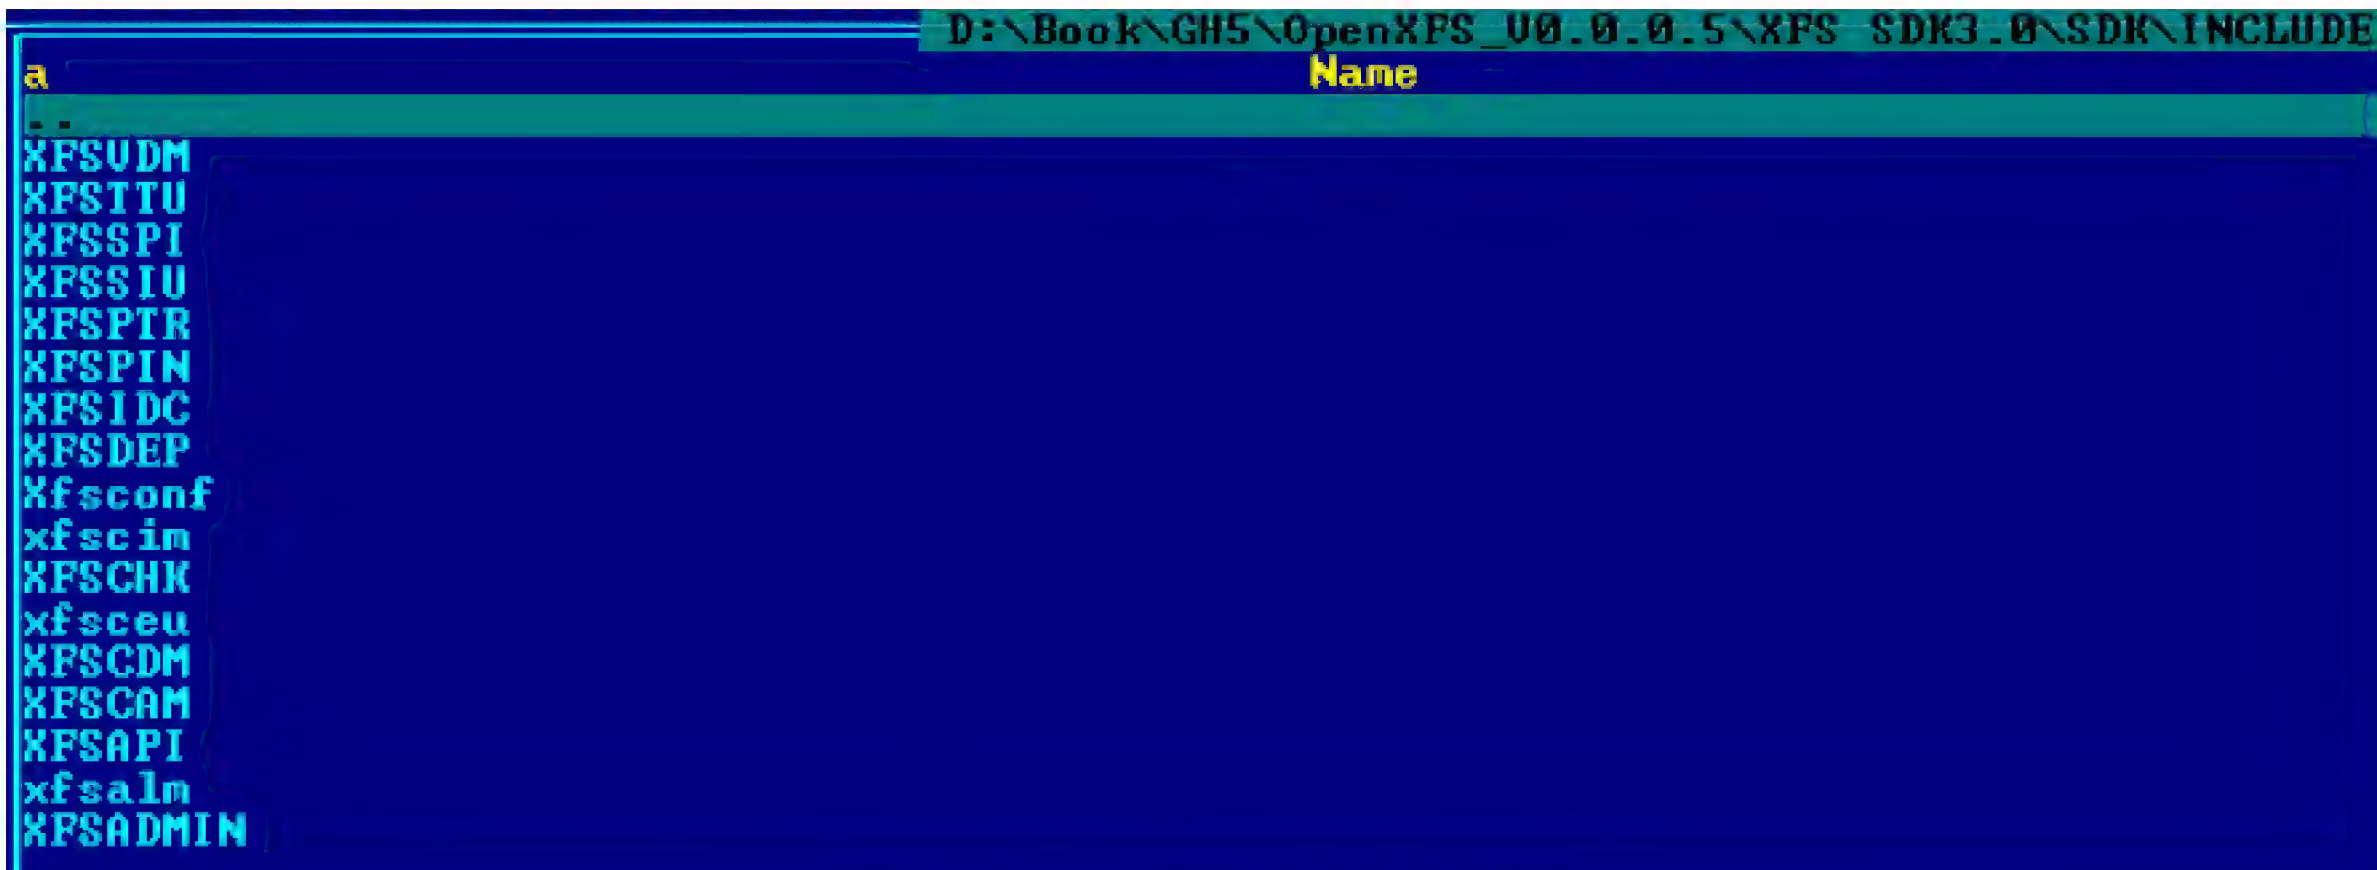 D:\Book\GH5\OpenXFS_V0.0.0.5\XFS SDK3.0\SDK\INCLUDE
a Name
..
XFSVDM
XFSTTU
XFSSPI
XFSSIU
XFSPTR
XFSPIN
XFSIDC
XFSDEP
Xfsconf
xfscim
XFSCHK
xfsceu
XFSCDM
XFSCAM
XFSAPI
xfsalm
XFSADMIN